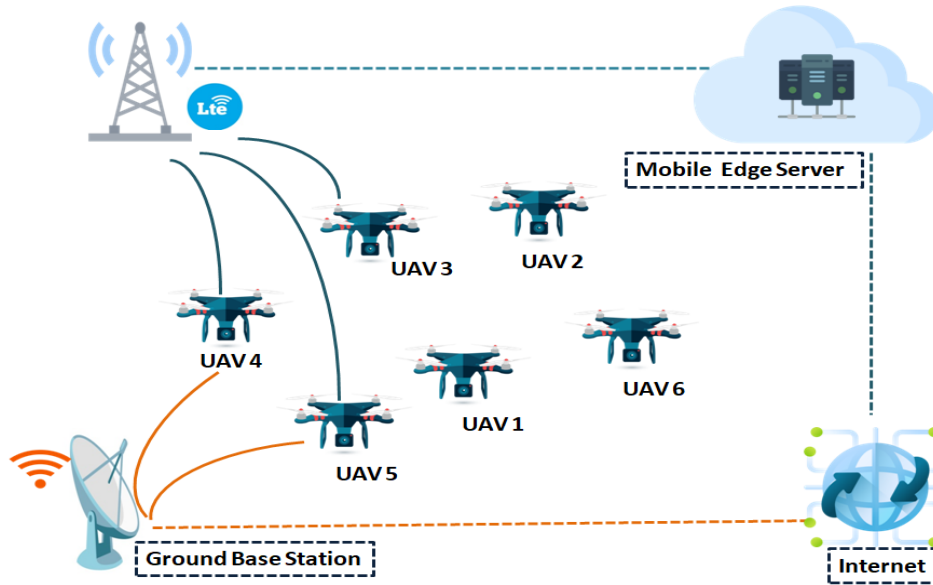 Lte
Mobile Edge Server
UAV 3
UAV 2
UAV 4
UAV 6
UAV 1
UAV 5
Ground Base Station
Internet